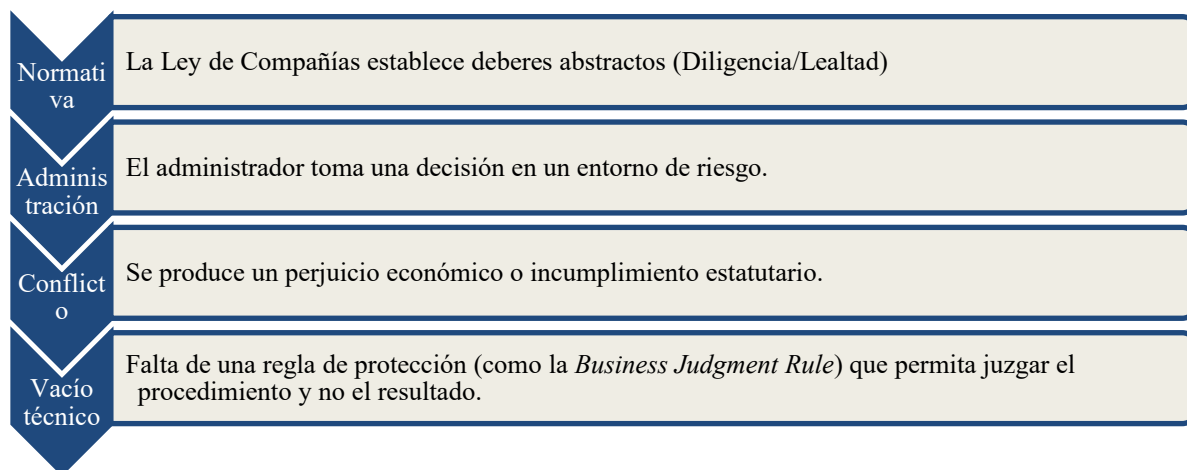 Normati
va
La Ley de Compañías establece deberes abstractos (Diligencia/Lealtad)
Adminis
tración
El administrador toma una decisión en un entorno de riesgo.
Conflict
o
Se produce un perjuicio económico o incumplimiento estatutario.
Vacío
técnico
Falta de una regla de protección (como la Business Judgment Rule) que permita juzgar el
procedimiento y no el resultado.